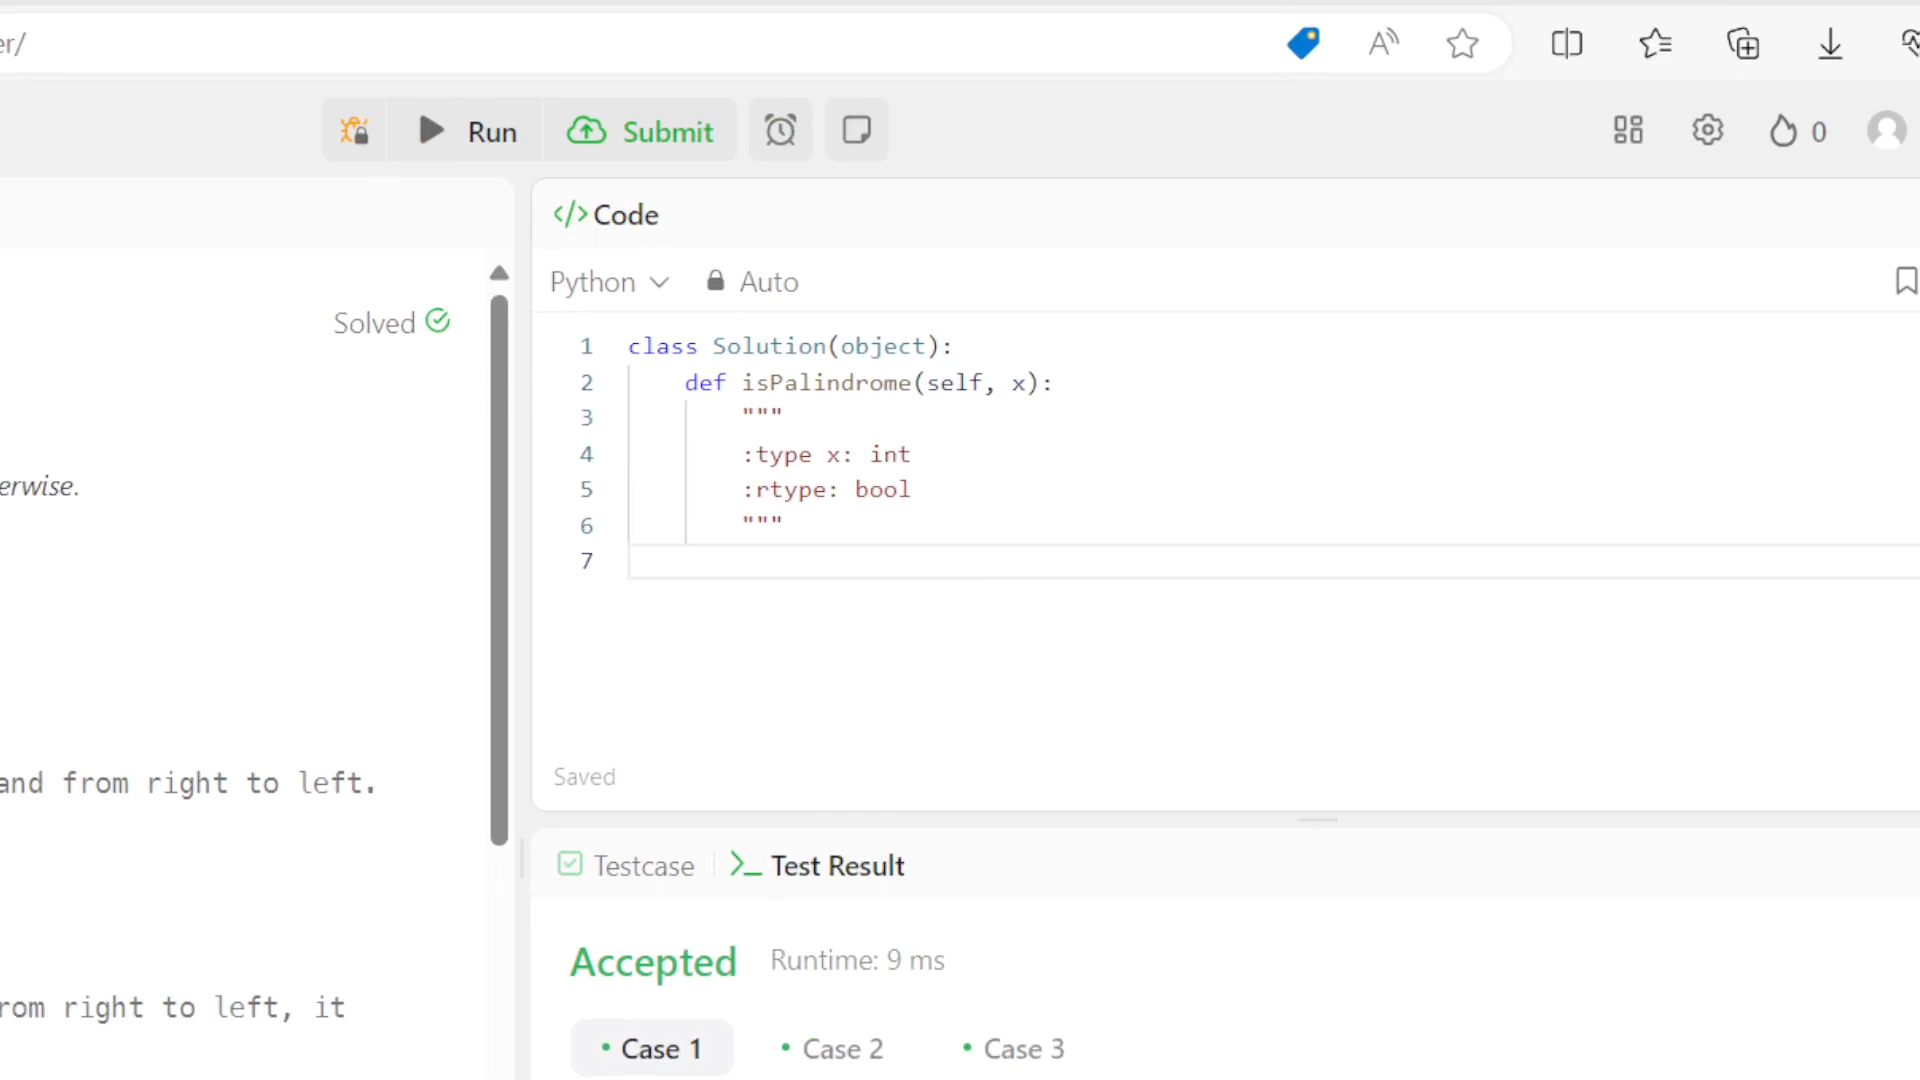 er/
Run
Submit
0
</> Code
Python
Auto
Solved
1 class Solution(object):
2 def isPalindrome(self, x):
3 """
4 :type x: int
5 :rtype: bool
6 """
7
erwise.
and from right to left.
rom right to left, it
Saved
Testcase
>_ Test Result
Accepted
Runtime: 9 ms
• Case 1
• Case 2
• Case 3